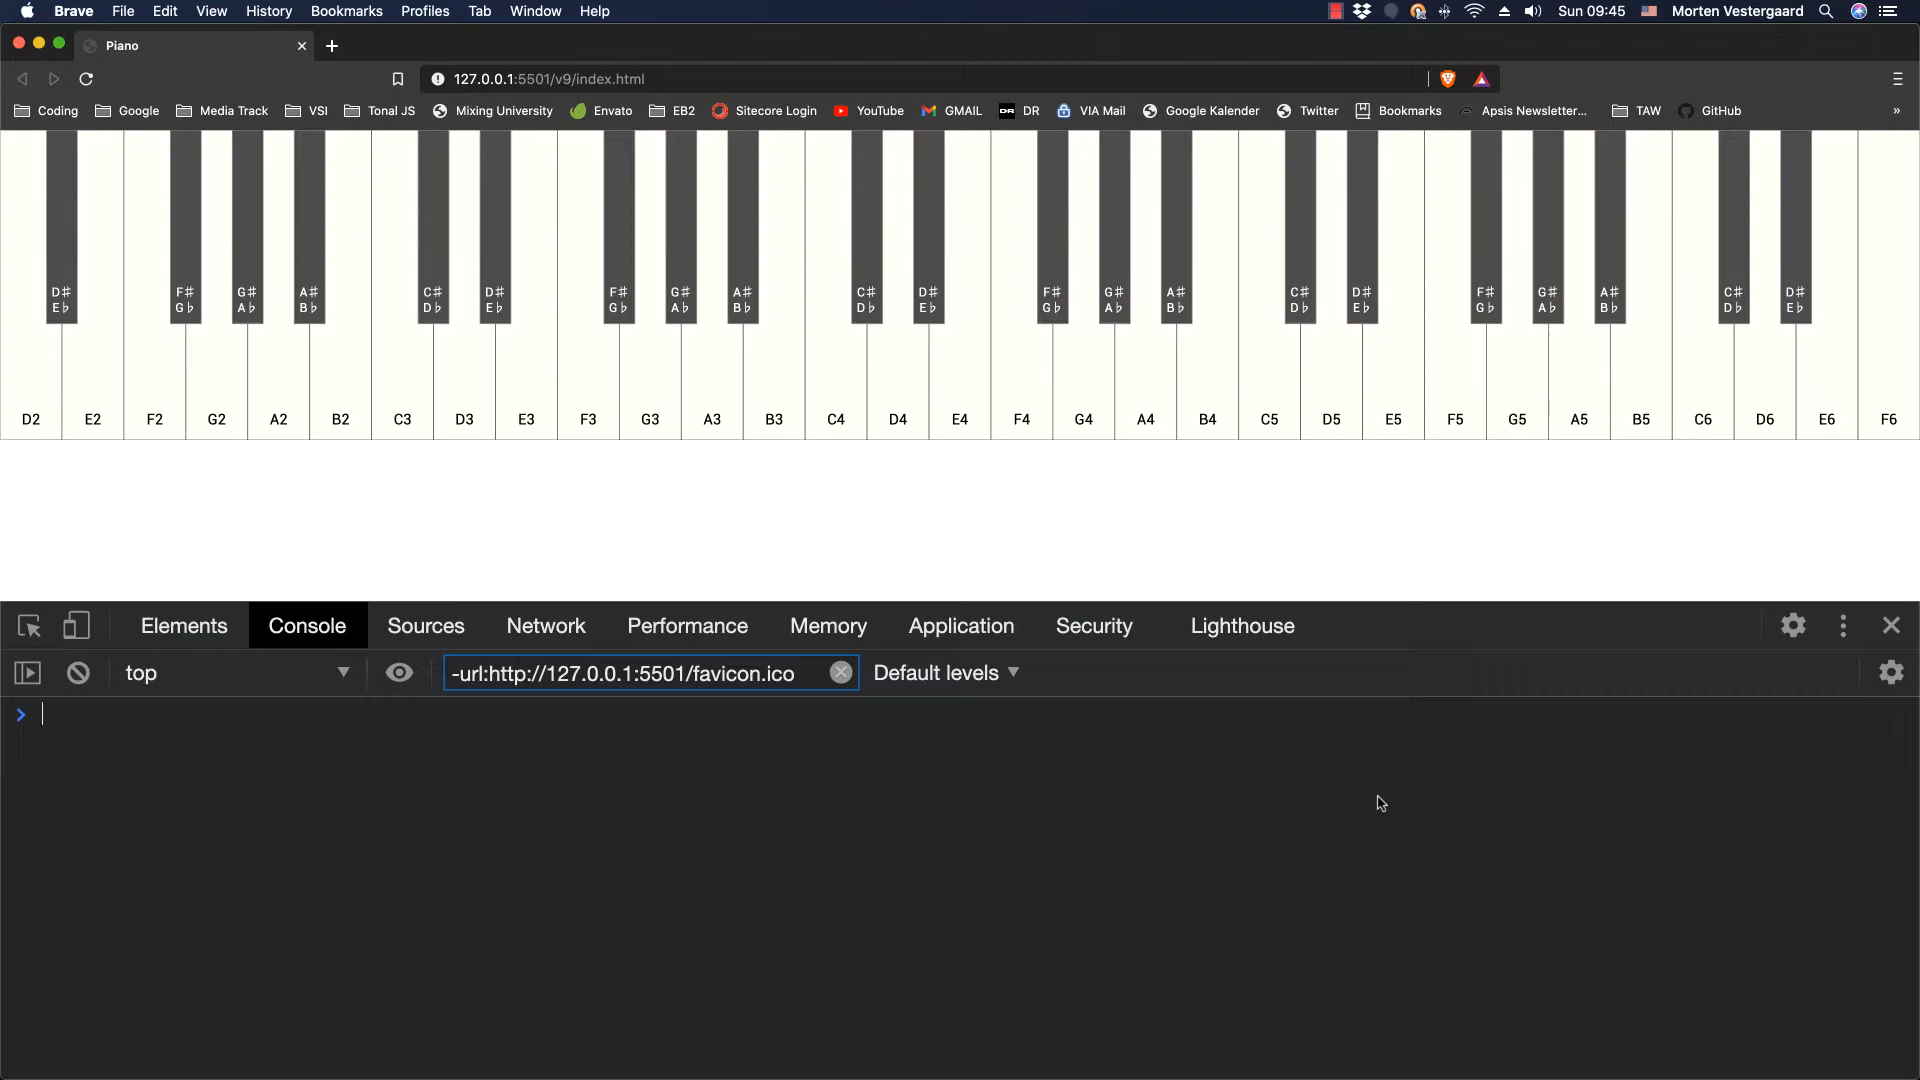 Brave File Edit View History Bookmarks Profiles Tab Window Help Sun 09:45 Morten Vestergaard
Piano
127.0.0.1:5501/v9/index.html
Coding Google Media Track VSI Tonal JS Mixing University Envato EB2 Sitecore Login YouTube GMAIL DR DR VIA Mail Google Kalender Twitter Bookmarks Apsis Newsletter... TAW GitHub »
D♯ F♯ G♯ A♯ C♯ D♯ F♯ G♯ A♯ C♯ D♯ F♯ G♯ A♯ C♯ D♯ F♯ G♯ A♯ C♯ D♯
E♭ G♭ A♭ B♭ D♭ E♭ G♭ A♭ B♭ D♭ E♭ G♭ A♭ B♭ D♭ E♭ G♭ A♭ B♭ D♭ E♭
D2 E2 F2 G2 A2 B2 C3 D3 E3 F3 G3 A3 B3 C4 D4 E4 F4 G4 A4 B4 C5 D5 E5 F5 G5 A5 B5 C6 D6 E6 F6
Elements Console Sources Network Performance Memory Application Security Lighthouse
top -url:http://127.0.0.1:5501/favicon.ico Default levels